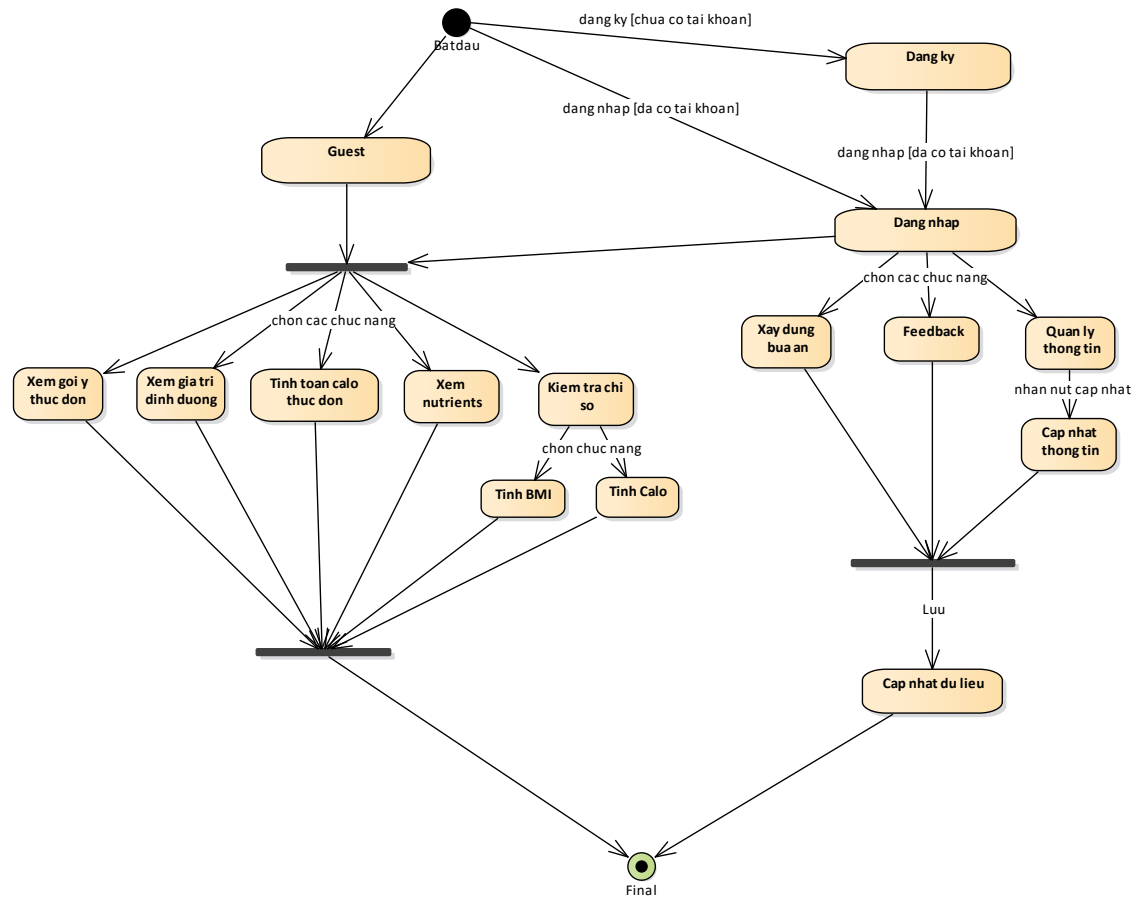 dang ky [chua co tai khoan]
Batdau
Dang ky
dang nhap [da co tai khoan]
Guest
dang nhap [da co tai khoan]
Dang nhap
chon cac chuc nang
chon cac chuc nang
Xay dung
bua an
Feedback
Quan ly
thong tin
nhan nut cap nhat
Xem goi y
thuc don
Xem gia tri
dinh duong
Tinh toan calo
thuc don
Xem
nutrients
Kiem tra chi
so
Cap nhat
thong tin
chon chuc nang
Tinh BMI
Tinh Calo
Luu
Cap nhat du lieu
Final